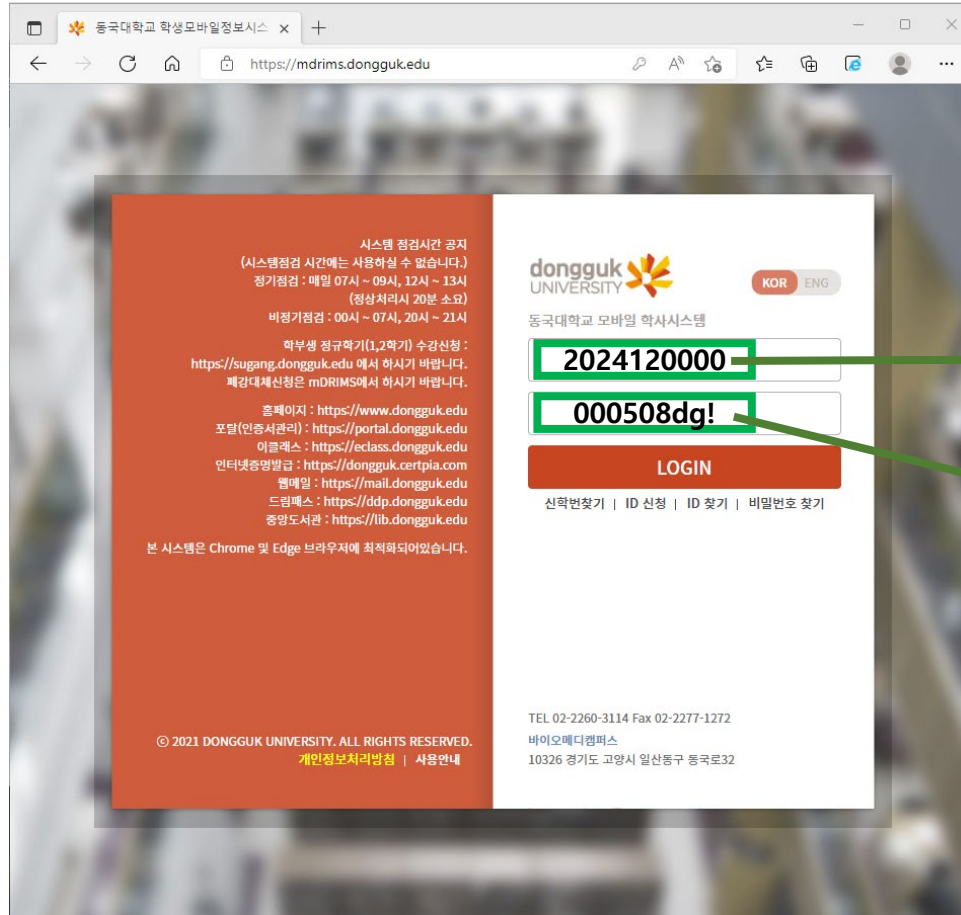 동국대학교 학생모바일정보시스
https://mdrims.dongguk.edu
시스템 점검시간 공지
(시스템점검 시간에는 사용하실 수 없습니다.)
정기점검 : 매일 07시 ~ 09시, 12시 ~ 13시
(정상처리시 20분 소요)
비정기점검 : 00시 ~ 07시, 20시 ~ 21시
학부생 정규학기(1,2학기) 수강신청 :
https://sugang.dongguk.edu 에서 하시기 바랍니다.
폐강대체신청은 mDRIMS에서 하시기 바랍니다.
홈페이지 : https://www.dongguk.edu
포탈(인증서관리) : https://portal.dongguk.edu
이클래스 : https://eclass.dongguk.edu
인터넷증명발급 : https://dongguk.certpia.com
웹메일 : https://mail.dongguk.edu
드림패스 : https://ddp.dongguk.edu
중앙도서관 : https://lib.dongguk.edu
본 시스템은 Chrome 및 Edge 브라우저에 최적화되어있습니다.
ⓒ 2021 DONGGUK UNIVERSITY. ALL RIGHTS RESERVED.
개인정보처리방침 | 사용안내
dongguk
UNIVERSITY
KOR ENG
동국대학교 모바일 학사시스템
2024120000
000508dg!
LOGIN
신학번찾기 | ID 신청 | ID 찾기 | 비밀번호 찾기
TEL 02-2260-3114 Fax 02-2277-1272
바이오메디캠퍼스
10326 경기도 고양시 일산동구 동국로32